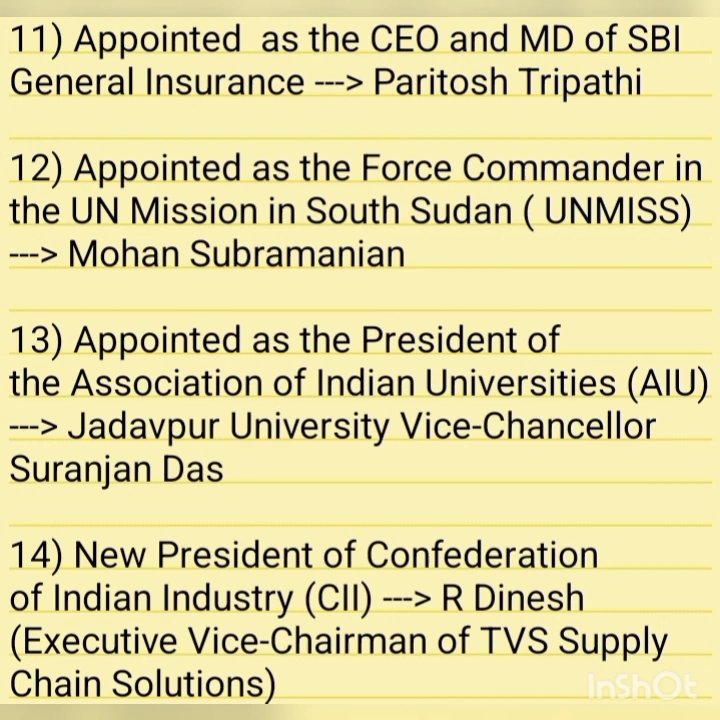 11) Appointed  as the CEO and MD of SBI
General Insurance ---> Paritosh Tripathi
12) Appointed as the Force Commander in
the UN Mission in South Sudan ( UNMISS)
---> Mohan Subramanian
13) Appointed as the President of
the Association of Indian Universities (AIU)
---> Jadavpur University Vice-Chancellor
Suranjan Das
14) New President of Confederation
of Indian Industry (CII) ---> R Dinesh
(Executive Vice-Chairman of TVS Supply
Chain Solutions)
InShOt